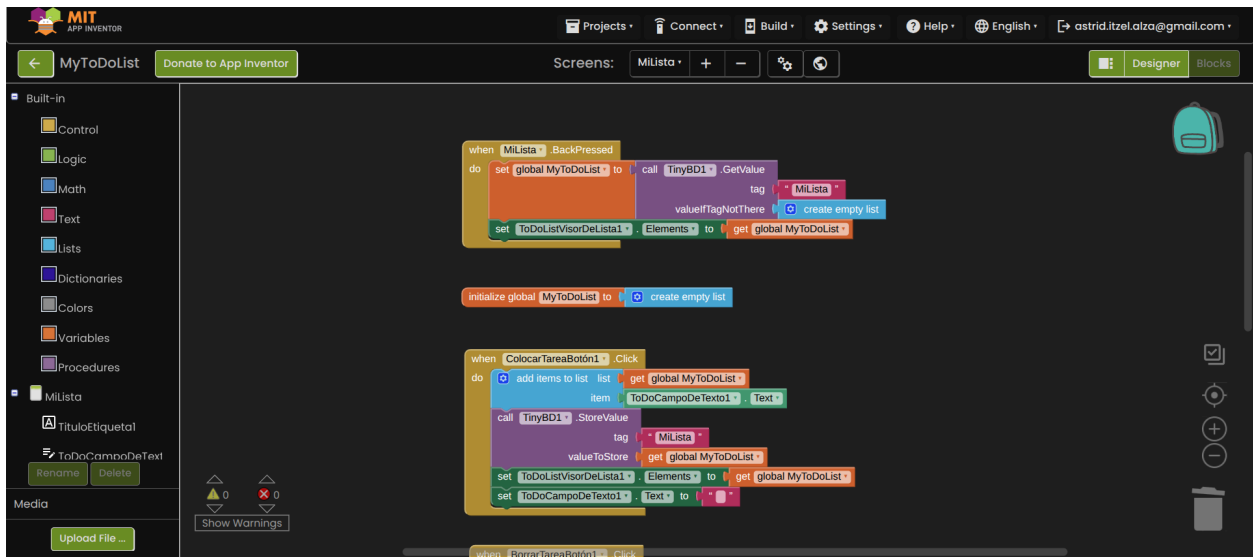 MIT
APP INVENTOR
Projects
Connect
Build
Settings
Help
English
astrid.itzel.alza@gmail.com
MyToDoList
Donate to App Inventor
Screens:
MiLista
Designer
Blocks
Built-in
Control
Logic
Math
Text
Lists
Dictionaries
Colors
Variables
Procedures
MiLista
TituloEtiqueta1
ToDoCampoDeText
Rename
Delete
Media
Upload File ...
when MiLista .BackPressed
do set global MyToDoList to call TinyBD1 .GetValue
tag " MiLista "
valueIfTagNotThere create empty list
set ToDoListVisorDeLista1 . Elements to get global MyToDoList
initialize global MyToDoList to create empty list
when ColocarTareaBotón1 .Click
do add items to list list get global MyToDoList
item ToDoCampoDeTexto1 . Text
call TinyBD1 .StoreValue
tag " MiLista "
valueToStore get global MyToDoList
set ToDoListVisorDeLista1 . Elements to get global MyToDoList
set ToDoCampoDeTexto1 . Text to " "
when BorrarTareaBotón1 .Click
0
0
Show Warnings